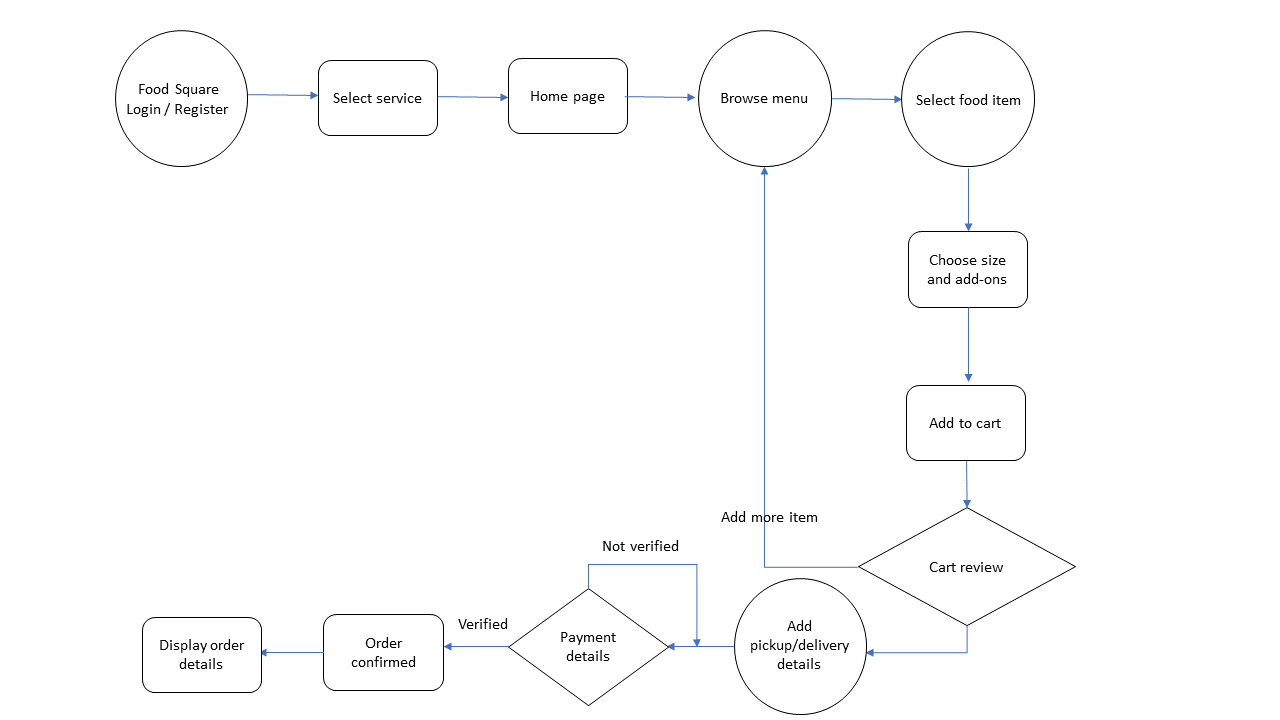 Food Square
Login / Register
Select service
Home page
Browse menu
Select food item
Choose size
and add-ons
Add to cart
Add more item
Cart review
Not verified
Add
pickup/delivery
details
Payment
details
Verified
Order
confirmed
Display order
details